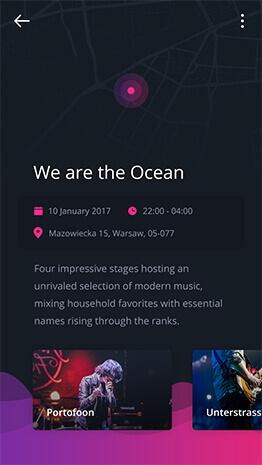 We are the Ocean
10 January 2017 22:00 - 04:00
Mazowiecka 15, Warsaw, 05-077
Four impressive stages hosting an
unrivaled selection of modern music,
mixing household favorites with essential
names rising through the ranks.
Portofoon Unterstrass